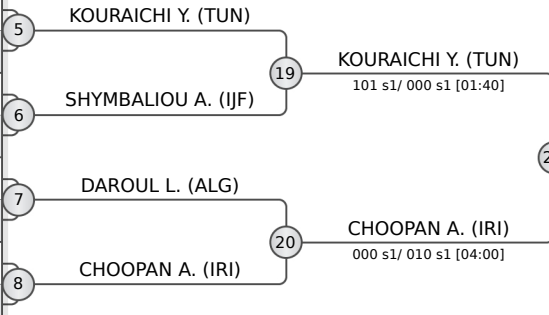 KOURAICHI Y. (TUN)
5
19
KOURAICHI Y. (TUN)
101 s1/ 000 s1 [01:40]
SHYMBALIOU A. (IJF)
6
DAROUL L. (ALG)
7
20
CHOOPAN A. (IRI)
000 s1/ 010 s1 [04:00]
CHOOPAN A. (IRI)
8